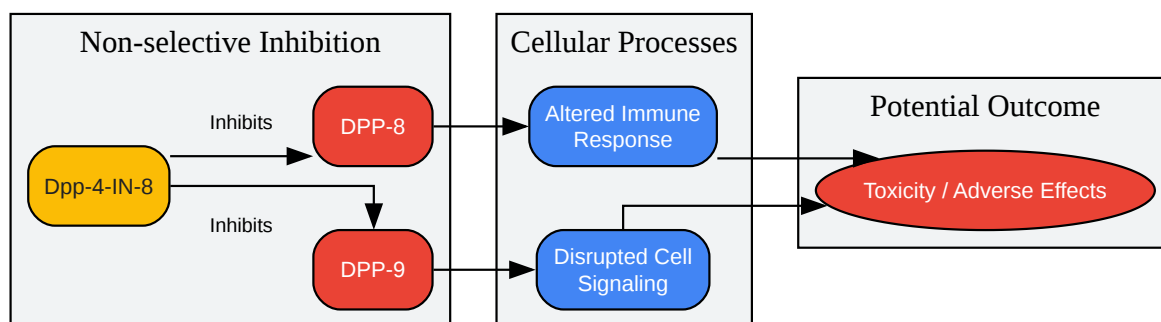 Non-selective Inhibition
Inhibits
DPP-8
Dpp-4-IN-8
Inhibits
DPP-9
Cellular Processes
Altered Immune
Response
Disrupted Cell
Signaling
Potential Outcome
Toxicity / Adverse Effects